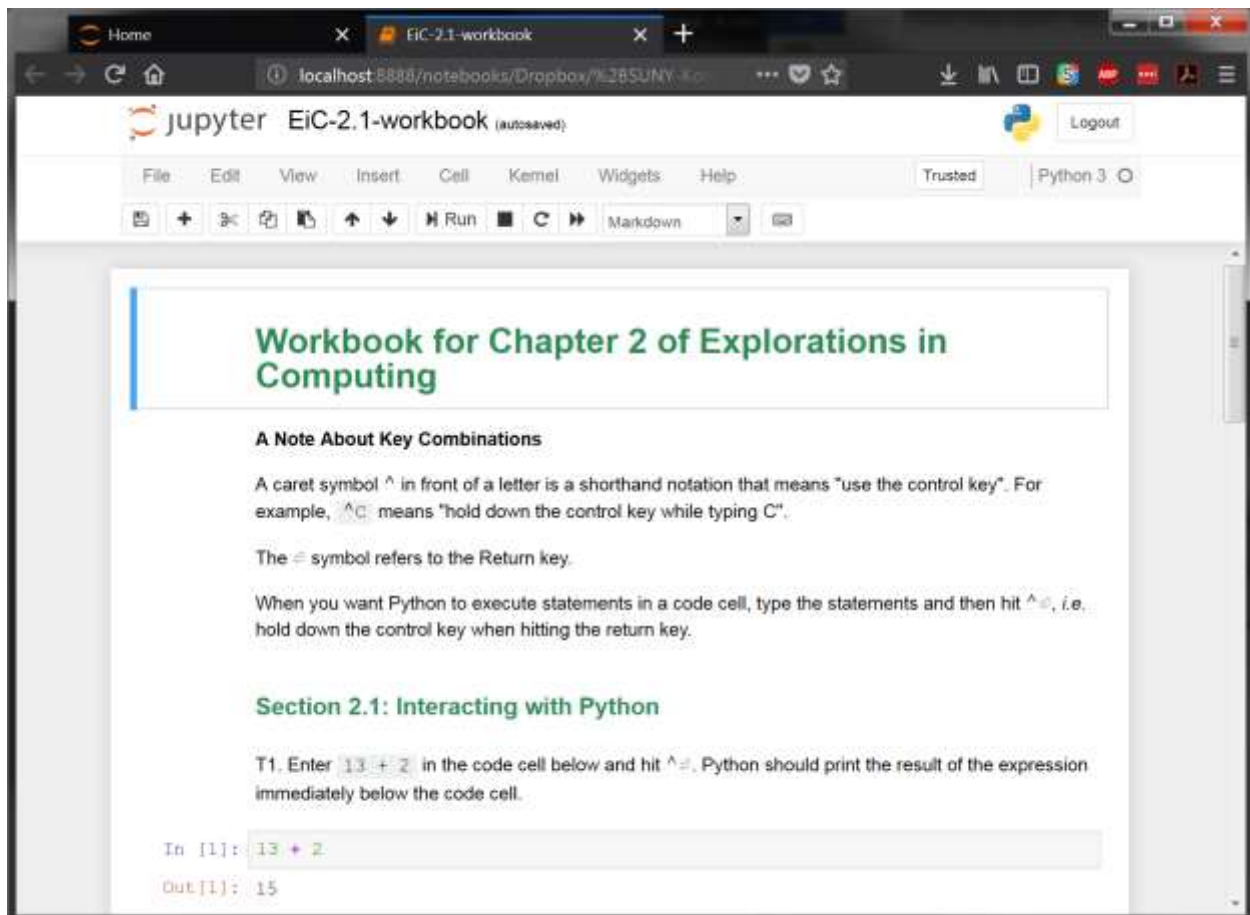 Home
EiC-2.1-workbook
localhost:8888/notebooks/Dropbox/%28SUNY-Ko
jupyter EiC-2.1-workbook (autosaved)
Logout
File Edit View Insert Cell Kernel Widgets Help
Trusted
Python 3
Run
Markdown
Workbook for Chapter 2 of Explorations in
Computing
A Note About Key Combinations
A caret symbol ^ in front of a letter is a shorthand notation that means "use the control key". For
example, ^C means "hold down the control key while typing C".
The ⏎ symbol refers to the Return key.
When you want Python to execute statements in a code cell, type the statements and then hit ^⏎, i.e.
hold down the control key when hitting the return key.
Section 2.1: Interacting with Python
T1. Enter 13 + 2 in the code cell below and hit ^⏎. Python should print the result of the expression
immediately below the code cell.
In [1]: 13 + 2
Out[1]: 15